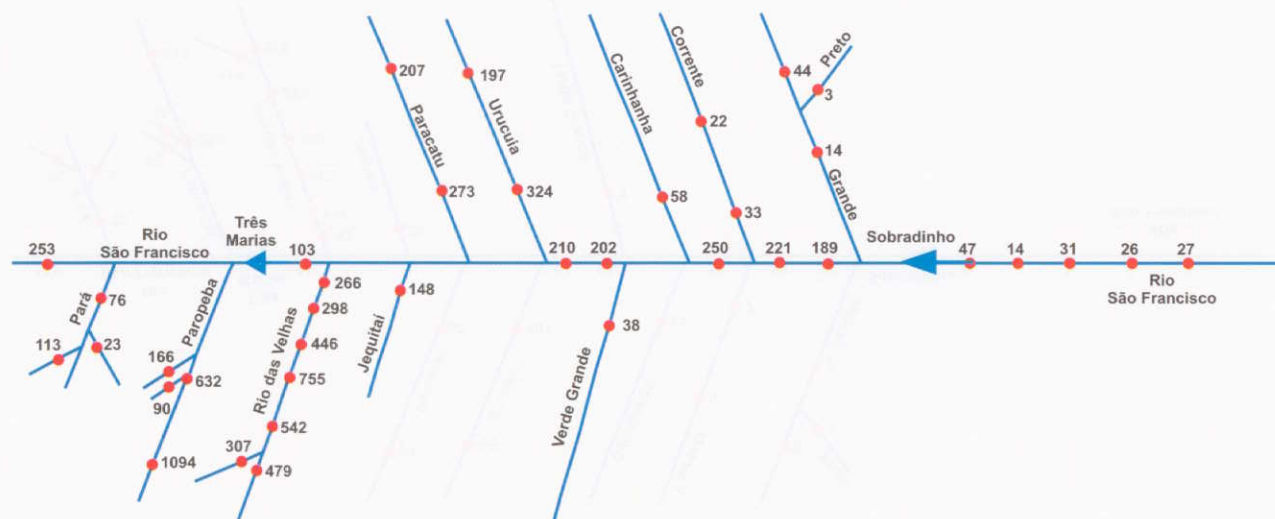 207
197
Paracatu
Urucuia
273
324
Carinhanha
58
Corrente
22
33
44
Preto
3
14
Grande
253
Rio
São Francisco
Três
Marias
103
210
202
250
221
189
Sobradinho
47
14
31
26
27
Rio
São Francisco
Pará
76
113
23
Paropeba
166
632
90
1094
Rio das Velhas
266
298
446
755
542
307
479
Jequitaí
148
Verde Grande
38